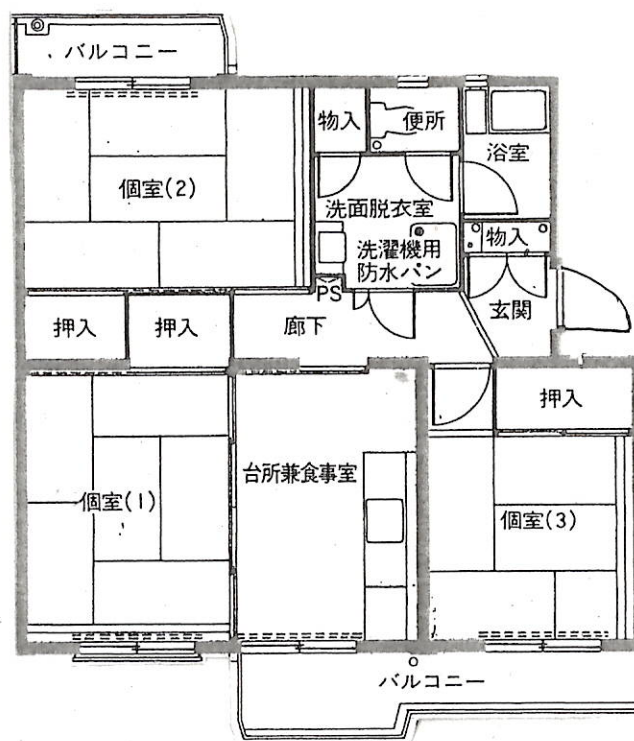 バルコニー
物入
便所
浴室
個室(2)
洗面脱衣室
洗濯機用
防水パン
物入
PS
玄関
押入
押入
廊下
押入
台所兼食事室
個室(1)
個室(3)
バルコニー